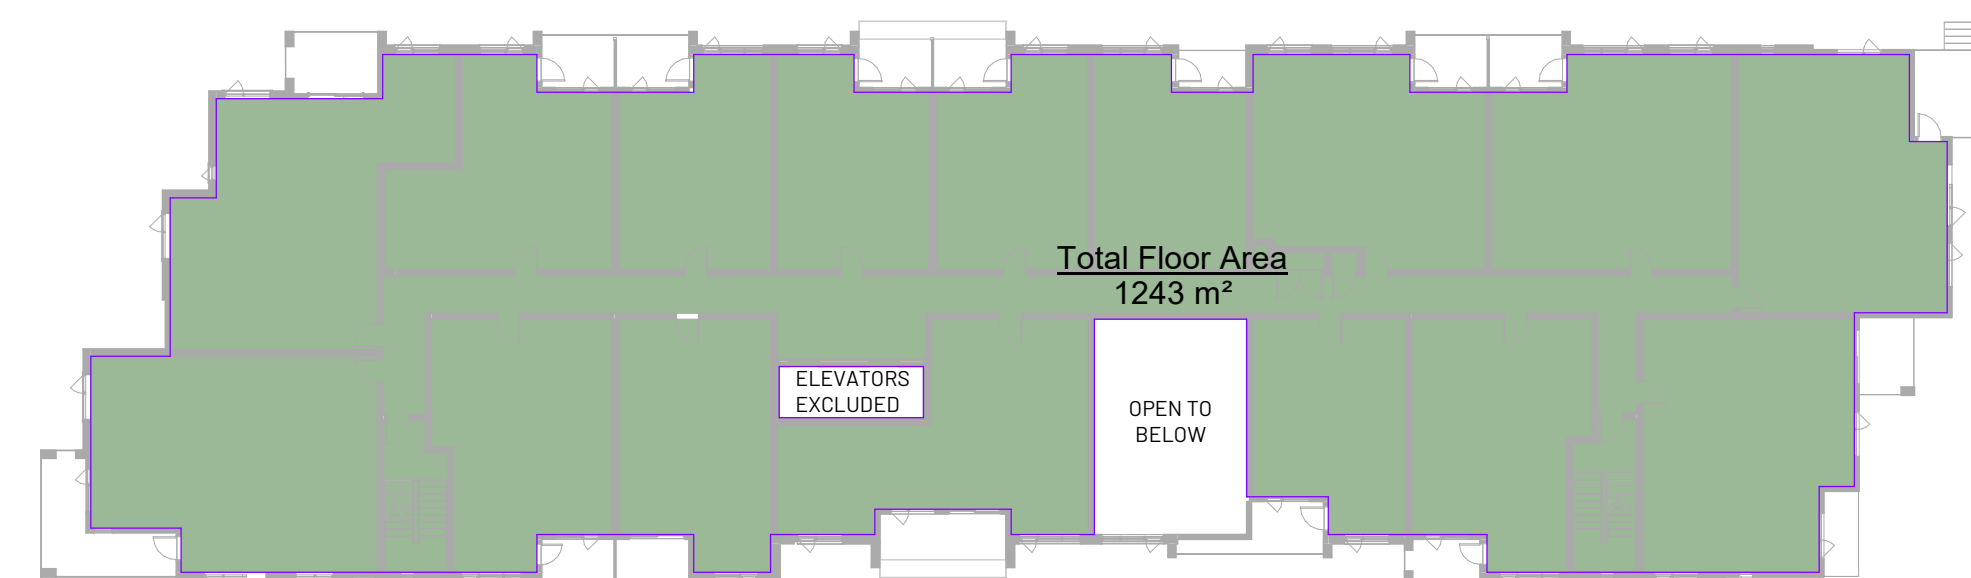 Total Floor Area
1243 m²
ELEVATORS
EXCLUDED
OPEN TO
BELOW